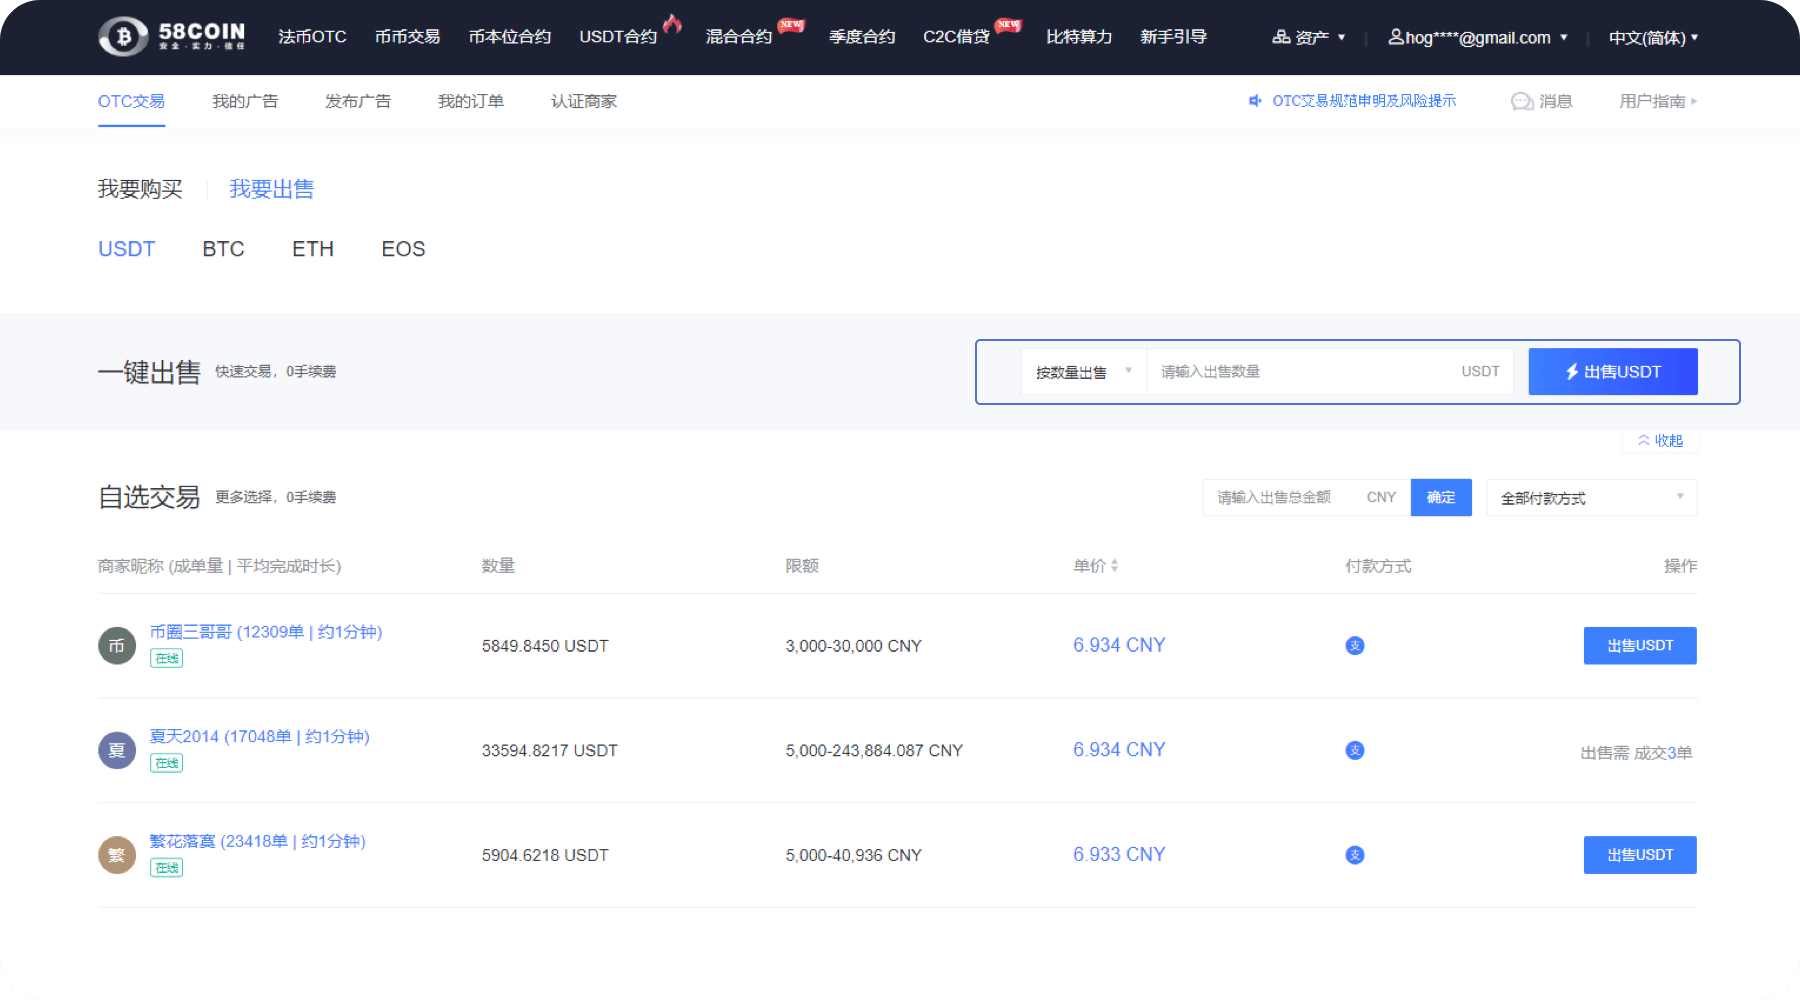 58COIN
安全·实力·信任
法币OTC 币币交易 币本位合约 USDT合约 混合合约 NEW 季度合约 C2C借贷 NEW 比特算力 新手引导 资产 hog****@gmail.com 中文(简体)
OTC交易 我的广告 发布广告 我的订单 认证商家 OTC交易规范申明及风险提示 消息 用户指南
我要购买 我要出售
USDT BTC ETH EOS
一键出售 快速交易，0手续费 按数量出售 请输入出售数量 USDT 出售USDT
收起
自选交易 更多选择，0手续费 请输入出售总金额 CNY 确定 全部付款方式
商家昵称 (成单量 | 平均完成时长) 数量 限额 单价 付款方式 操作
币 币圈三哥哥 (12309单 | 约1分钟) 5849.8450 USDT 3,000-30,000 CNY 6.934 CNY 支 出售USDT
在线
夏 夏天2014 (17048单 | 约1分钟) 33594.8217 USDT 5,000-243,884.087 CNY 6.934 CNY 支 出售需 成交3单
在线
繁 繁花落寞 (23418单 | 约1分钟) 5904.6218 USDT 5,000-40,936 CNY 6.933 CNY 支 出售USDT
在线